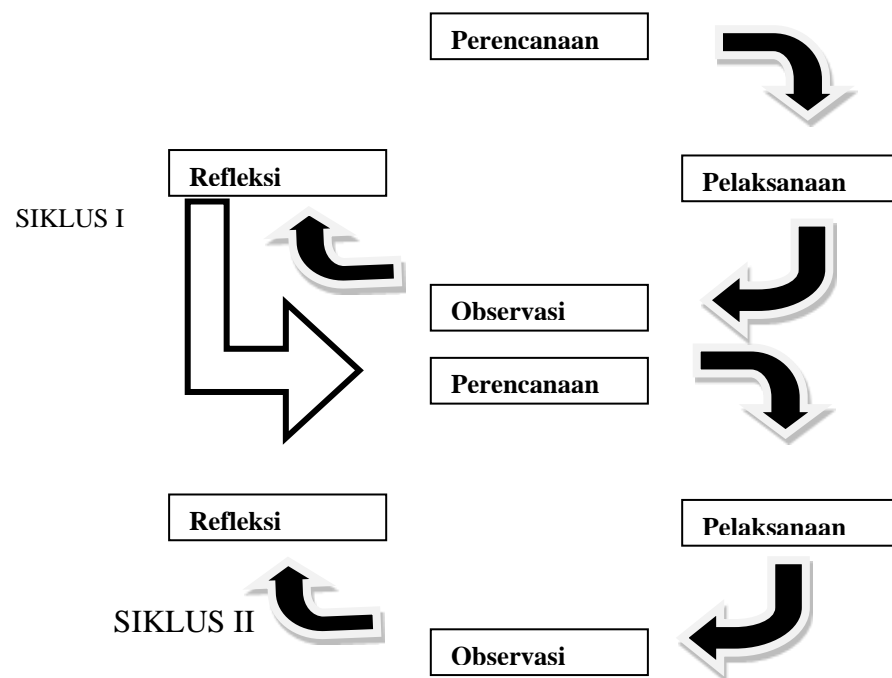 Perencanaan
Refleksi
Pelaksanaan
SIKLUS I
Observasi
Perencanaan
Refleksi
Pelaksanaan
SIKLUS II
Observasi